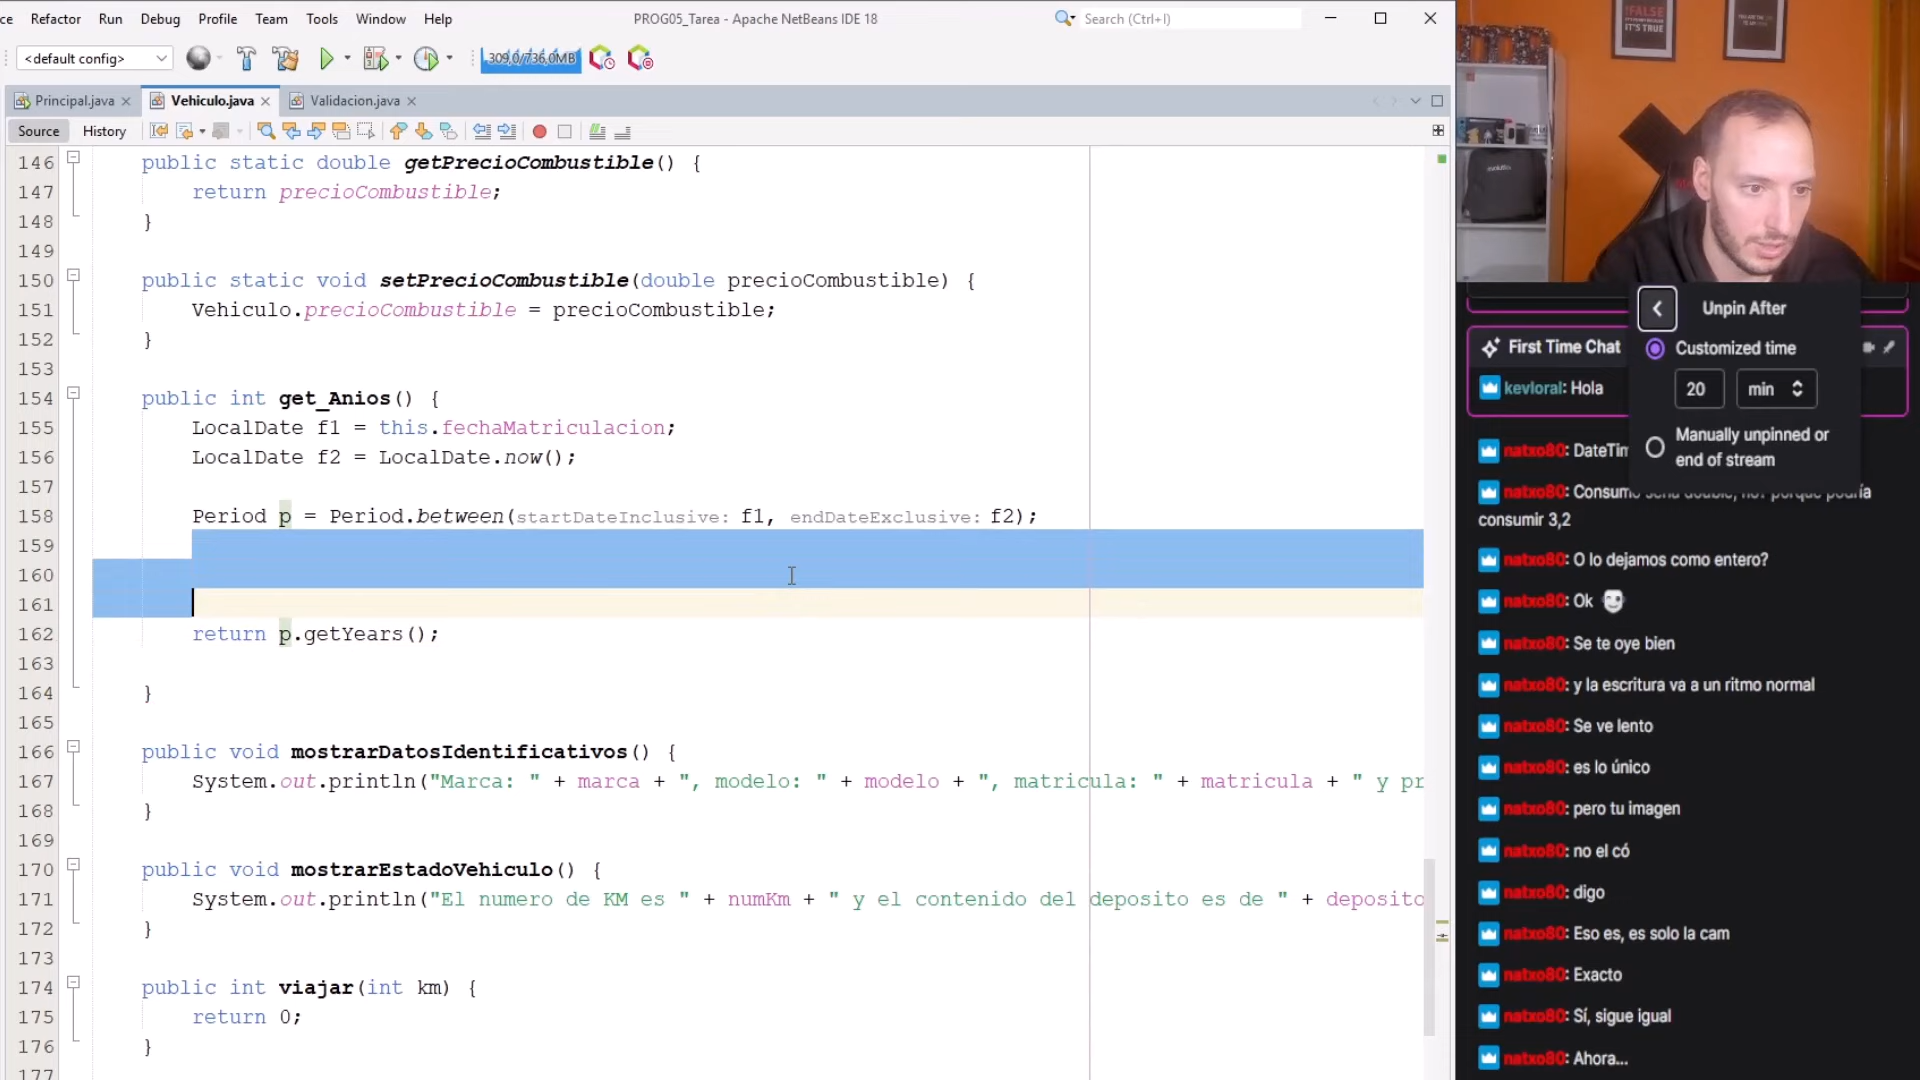 ce Refactor Run Debug Profile Team Tools Window Help PROG05_Tarea - Apache NetBeans IDE 18 Search (Ctrl+I)
<default config> 309,0/736,0MB
Principal.java Vehiculo.java Validacion.java
Source History
146 public static double getPrecioCombustible() {
147 return precioCombustible;
148 }
149
150 public static void setPrecioCombustible(double precioCombustible) {
151 Vehiculo.precioCombustible = precioCombustible;
152 }
153
154 public int get_Anios() {
155 LocalDate f1 = this.fechaMatriculacion;
156 LocalDate f2 = LocalDate.now();
157
158 Period p = Period.between(startDateInclusive: f1, endDateExclusive: f2);
159
160
161
162 return p.getYears();
163
164 }
165
166 public void mostrarDatosIdentificativos() {
167 System.out.println("Marca: " + marca + ", modelo: " + modelo + ", matricula: " + matricula + " y pr
168 }
169
170 public void mostrarEstadoVehiculo() {
171 System.out.println("El numero de KM es " + numKm + " y el contenido del deposito es de " + deposito
172 }
173
174 public int viajar(int km) {
175 return 0;
176 }
177
!FALSE
IT'S TRUE
Unpin After
Customized time
20 min
Manually unpinned or
end of stream
First Time Chat
kevloral: Hola
natxo80: DateTim
natxo80: Consumo sería double, no? porque podría
consumir 3,2
natxo80: O lo dejamos como entero?
natxo80: Ok
natxo80: Se te oye bien
natxo80: y la escritura va a un ritmo normal
natxo80: Se ve lento
natxo80: es lo único
natxo80: pero tu imagen
natxo80: no el có
natxo80: digo
natxo80: Eso es, es solo la cam
natxo80: Exacto
natxo80: Sí, sigue igual
natxo80: Ahora...